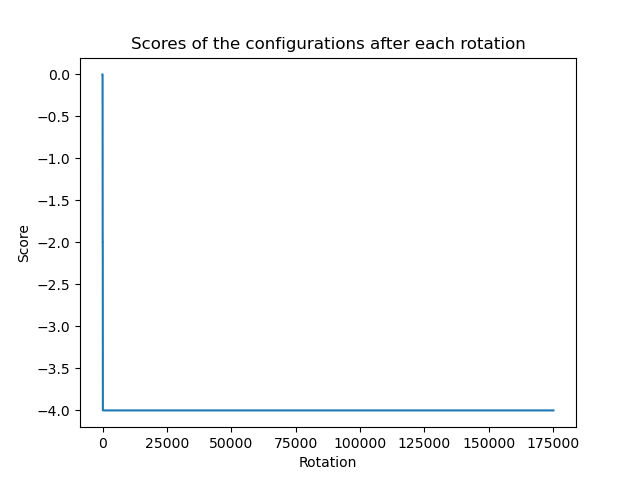 Scores of the configurations after each rotation
0.0
−0.5
−1.0
−1.5
−2.0
−2.5
−3.0
−3.5
−4.0
Score
0 25000 50000 75000 100000 125000 150000 175000
Rotation